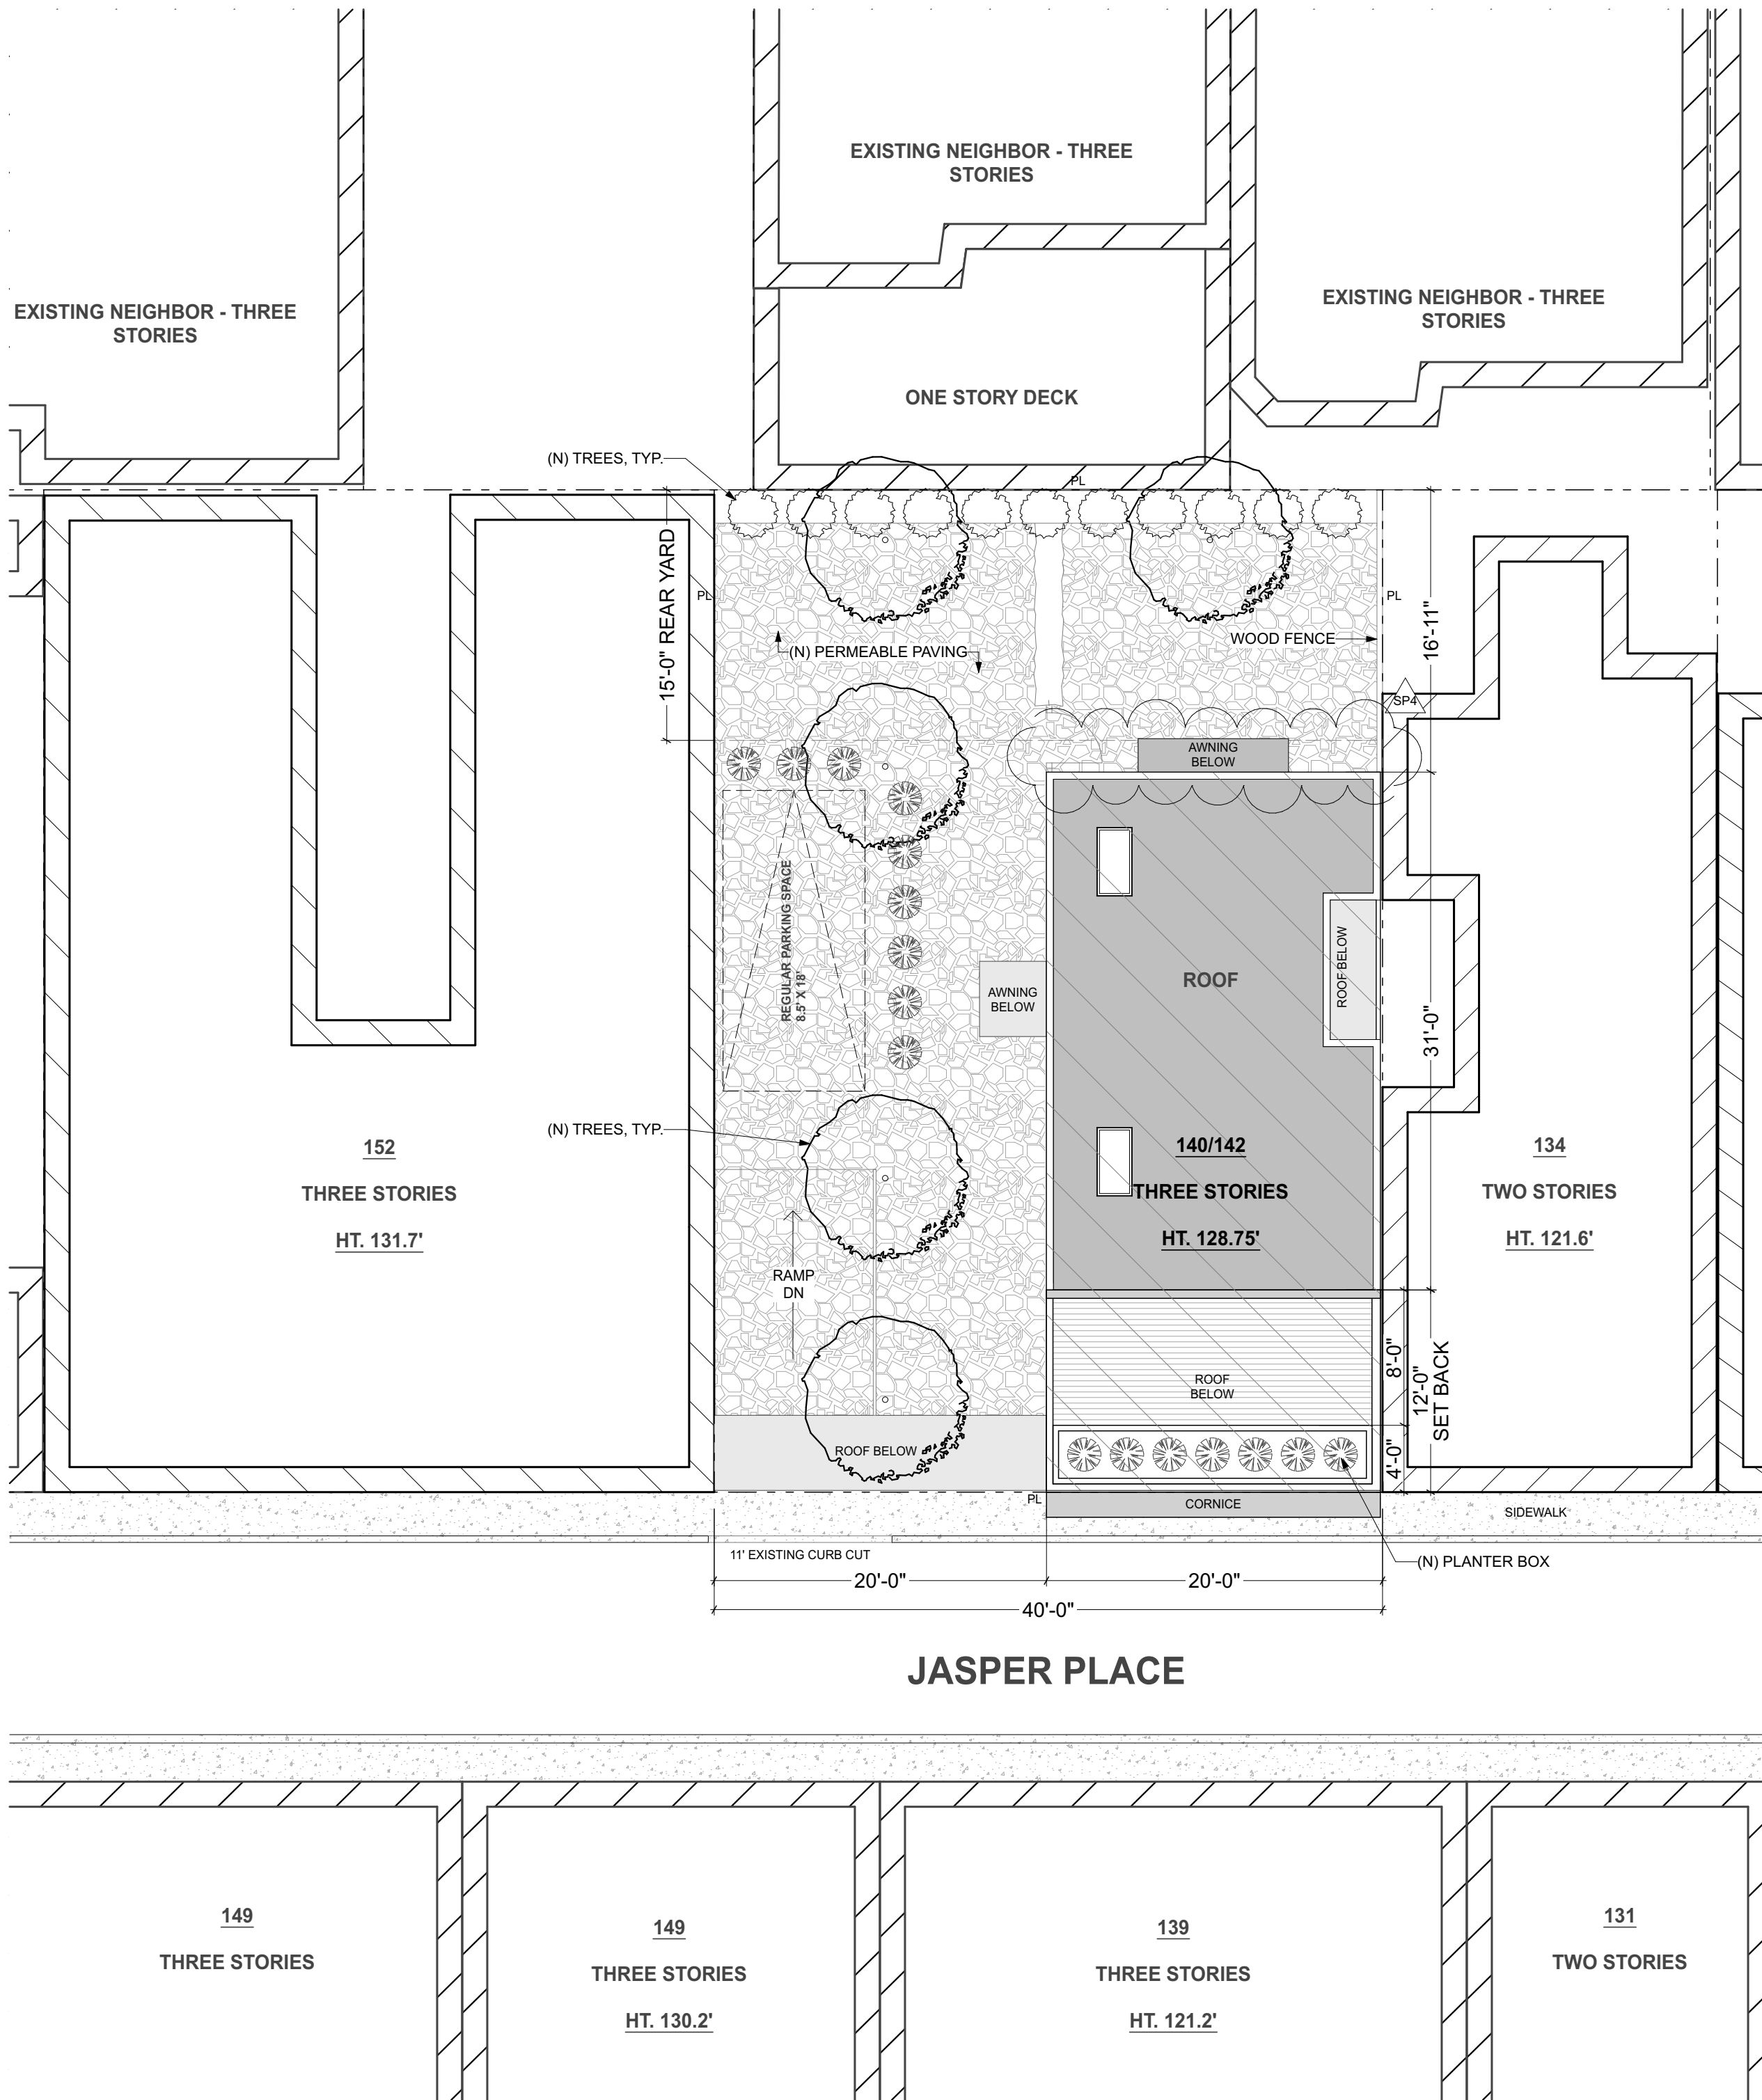 EXISTING NEIGHBOR - THREE
STORIES
EXISTING NEIGHBOR - THREE
STORIES
EXISTING NEIGHBOR - THREE
STORIES
ONE STORY DECK
(N) TREES, TYP.
PL
15'-0" REAR YARD
PL
PL
WOOD FENCE
16'-11"
(N) PERMEABLE PAVING
SP4
AWNING
BELOW
REGULAR PARKING SPACE
8.5' X 18'
AWNING
BELOW
ROOF
ROOF BELOW
31'-0"
(N) TREES, TYP.
152
THREE STORIES
HT. 131.7'
140/142
THREE STORIES
HT. 128.75'
134
TWO STORIES
HT. 121.6'
RAMP
DN
ROOF
BELOW
8'-0"
12'-0"
SET BACK
4'-0"
ROOF BELOW
PL
CORNICE
SIDEWALK
11' EXISTING CURB CUT
(N) PLANTER BOX
20'-0"
20'-0"
40'-0"
JASPER PLACE
149
THREE STORIES
149
THREE STORIES
HT. 130.2'
139
THREE STORIES
HT. 121.2'
131
TWO STORIES